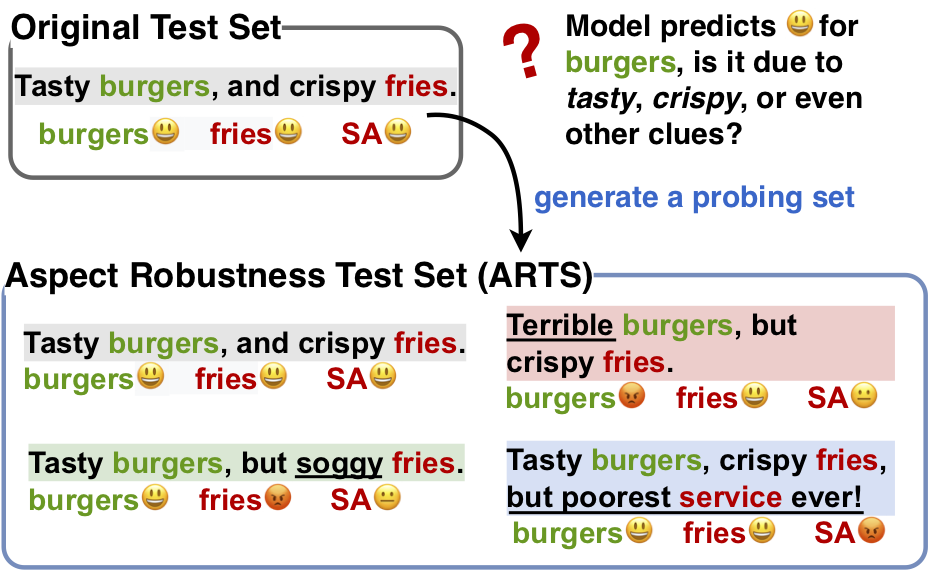 Original Test Set
Tasty burgers, and crispy fries.
burgers😃 fries😃 SA😃
?
Model predicts 😃 for
burgers, is it due to
tasty, crispy, or even
other clues?
generate a probing set
Aspect Robustness Test Set (ARTS)
Tasty burgers, and crispy fries.
burgers😃 fries😃 SA😃
Terrible burgers, but
crispy fries.
burgers😡 fries😃 SA😐
Tasty burgers, but soggy fries.
burgers😃 fries😡 SA😐
Tasty burgers, crispy fries,
but poorest service ever!
burgers😃 fries😃 SA😡